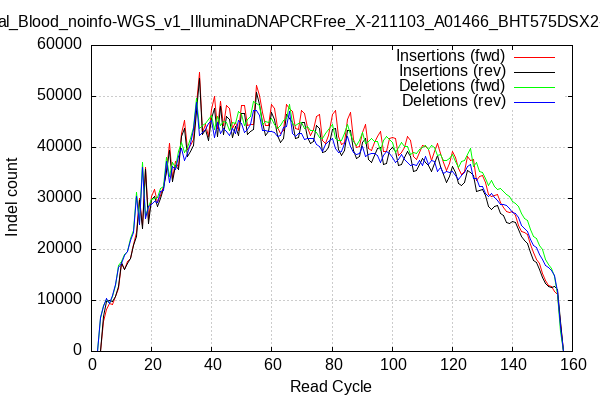 al_Blood_noinfo-WGS_v1_IlluminaDNAPCRFree_X-211103_A01466_BHT575DSX2
60000
50000
40000
30000
20000
10000
0
Indel count
Insertions (fwd)
Insertions (rev)
Deletions (fwd)
Deletions (rev)
0 20 40 60 80 100 120 140 160
Read Cycle